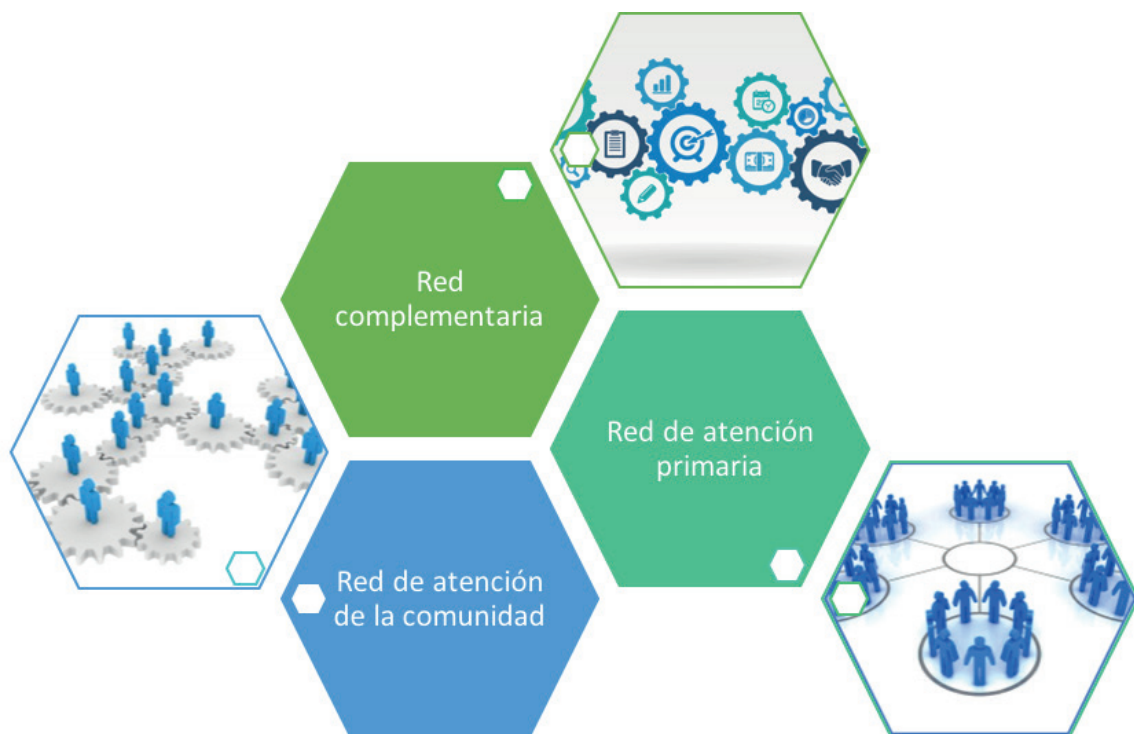 Red
complementaria
Red de atención
primaria
Red de atención
de la comunidad